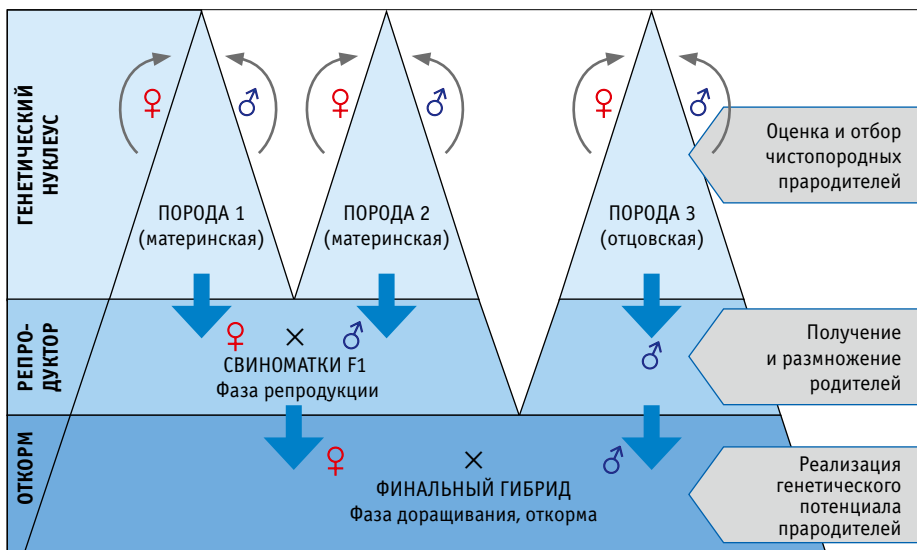 ГЕНЕТИЧЕСКИЙ
НУКЛЕУС
♀
♂
♀
♂
♀
♂
Оценка и отбор
чистопородных
прародителей
ПОРОДА 1
(материнская)
ПОРОДА 2
(материнская)
ПОРОДА 3
(отцовская)
РЕПРО-
ДУКТОР
♀ × ♂
СВИНОМАТКИ F1
Фаза репродукции
♂
Получение
и размножение
родителей
ОТКОРМ
♀ × ♂
ФИНАЛЬНЫЙ ГИБРИД
Фаза доращивания, откорма
Реализация
генетического
потенциала
прародителей